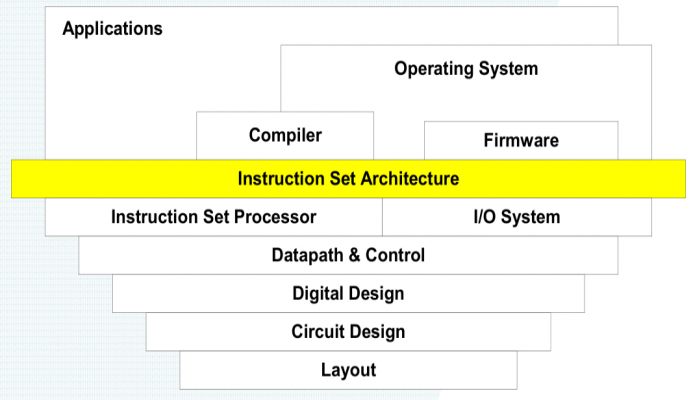 Applications
Operating System
Compiler
Firmware
Instruction Set Architecture
Instruction Set Processor
I/O System
Datapath & Control
Digital Design
Circuit Design
Layout